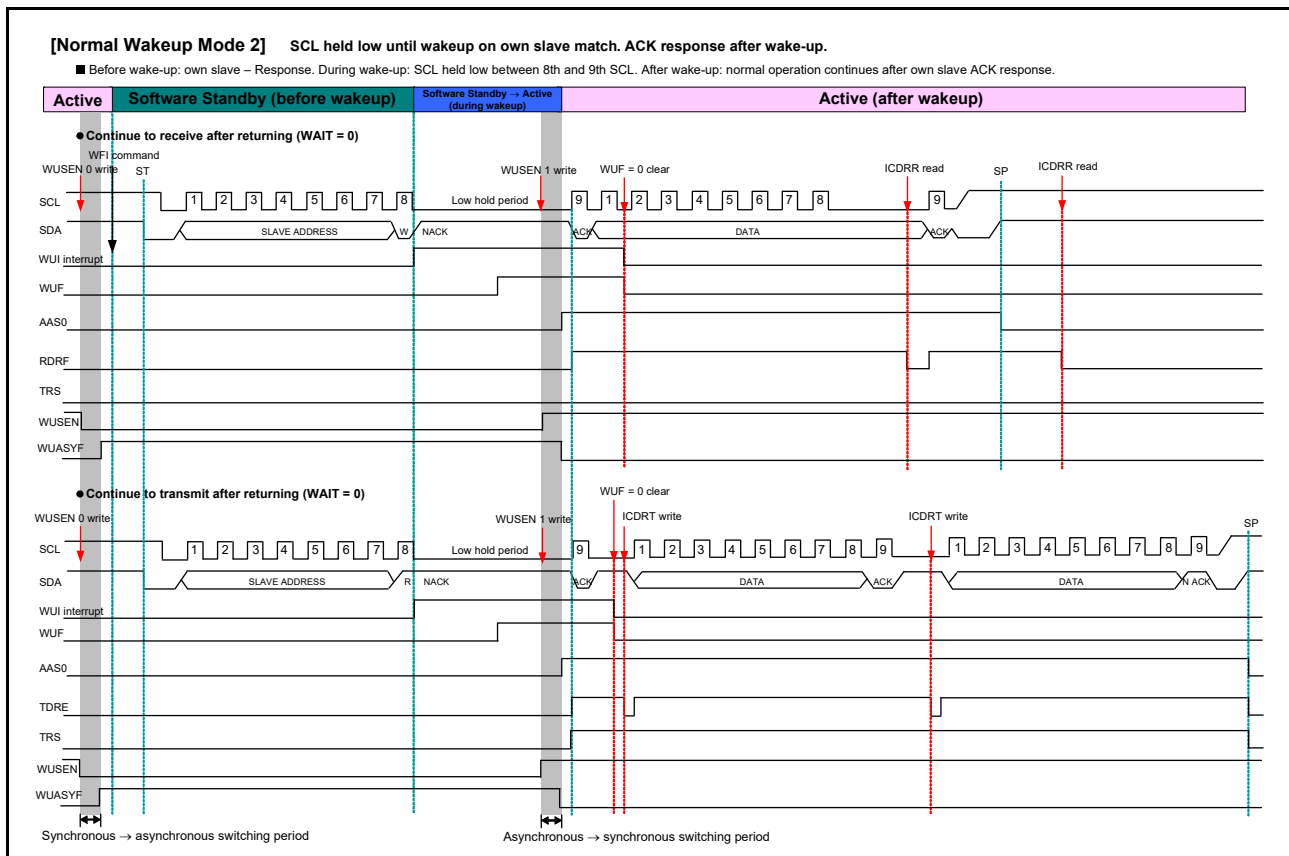 [Normal Wakeup Mode 2] SCL held low until wakeup on own slave match. ACK response after wake-up.
■ Before wake-up: own slave – Response. During wake-up: SCL held low between 8th and 9th SCL. After wake-up: normal operation continues after own slave ACK response.
Active Software Standby (before wakeup) Software Standby → Active (during wakeup) Active (after wakeup)
● Continue to receive after returning (WAIT = 0)
WFI command
WUSEN 0 write ST WUSEN 1 write WUF = 0 clear ICDRR read SP ICDRR read
SCL 1 2 3 4 5 6 7 8 Low hold period 9 1 2 3 4 5 6 7 8 9
SDA SLAVE ADDRESS W NACK ACK DATA ACK
WUI interrupt
WUF
AAS0
RDRF
TRS
WUSEN
WUASYF
● Continue to transmit after returning (WAIT = 0)
WUF = 0 clear
WUSEN 0 write WUSEN 1 write ICDRT write ICDRT write SP
SCL 1 2 3 4 5 6 7 8 Low hold period 9 1 2 3 4 5 6 7 8 9 1 2 3 4 5 6 7 8 9
SDA SLAVE ADDRESS R NACK ACK DATA ACK DATA N ACK
WUI interrupt
WUF
AAS0
TDRE
TRS
WUSEN
WUASYF
Synchronous → asynchronous switching period Asynchronous → synchronous switching period